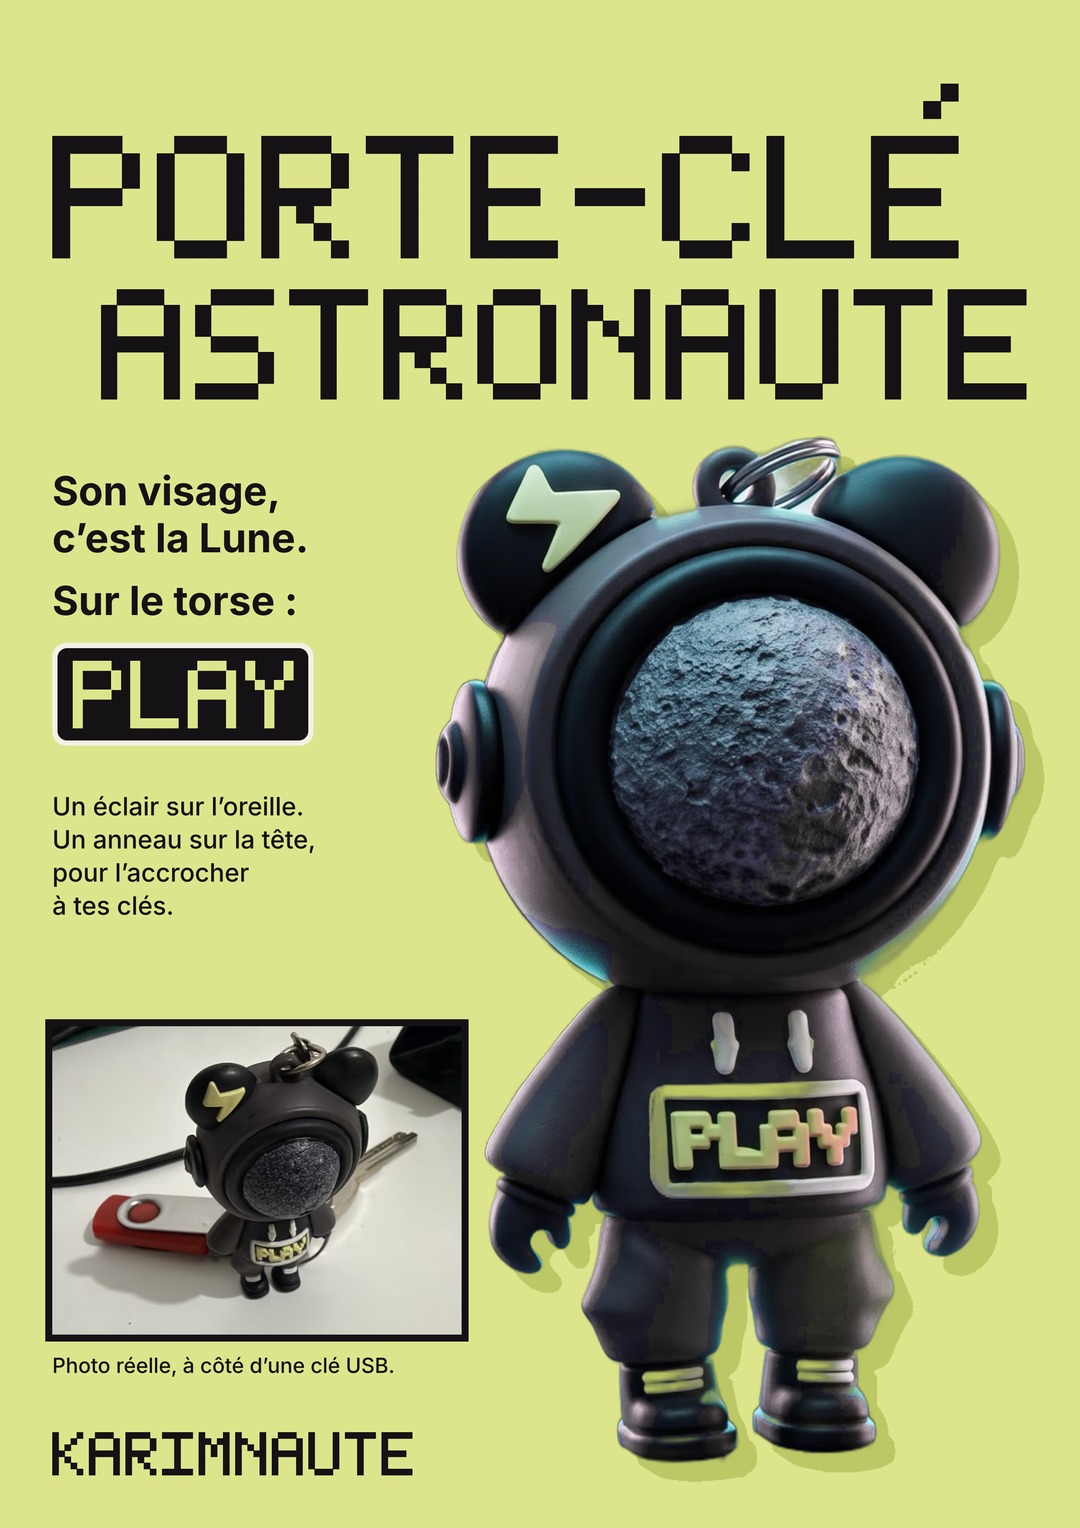 PORTE-CLÉ
ASTRONAUTE
Son visage,
c’est la Lune.
Sur le torse :
PLAY
Un éclair sur l’oreille.
Un anneau sur la tête,
pour l’accrocher
à tes clés.
PLAY
PLAY
Photo réelle, à côté d’une clé USB.
KARIMNAUTE